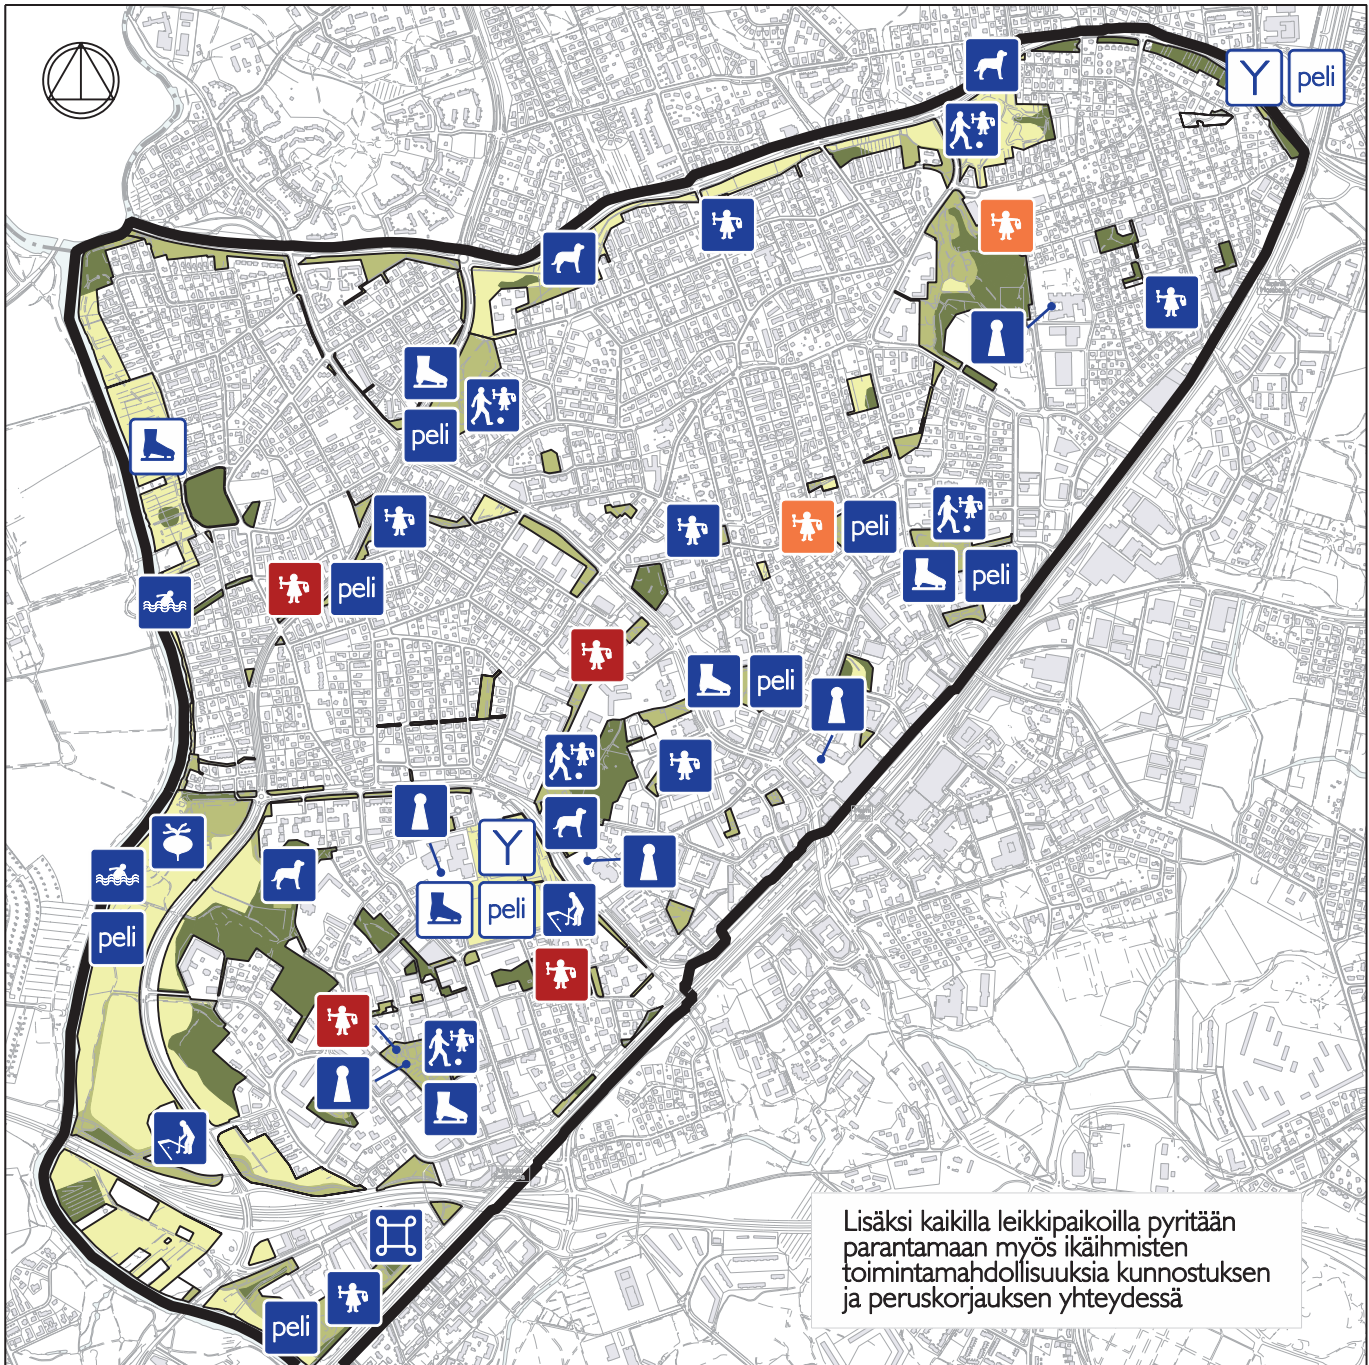 Y peli
peli
peli
peli
peli
peli
Y
peli
peli
peli
Lisäksi kaikilla leikkipaikoilla pyritään
parantamaan myös ikäihmisten
toimintamahdollisuuksia kunnostuksen
ja peruskorjauksen yhteydessä
peli